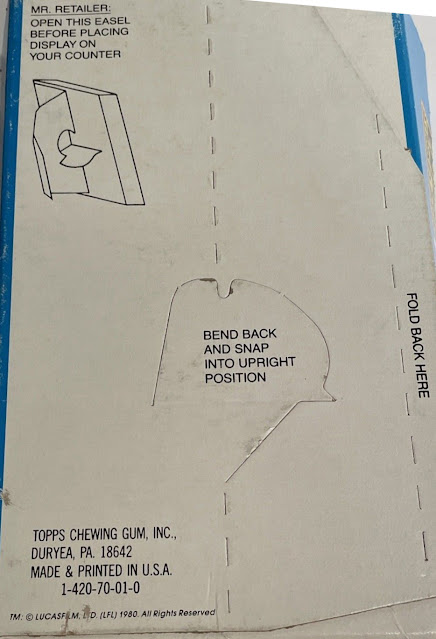 MR. RETAILER:
OPEN THIS EASEL
BEFORE PLACING
DISPLAY ON
YOUR COUNTER
BEND BACK
AND SNAP
INTO UPRIGHT
POSITION
FOLD BACK HERE
TOPPS CHEWING GUM, INC.,
DURYEA, PA. 18642
MADE & PRINTED IN U.S.A.
1-420-70-01-0
TM: © LUCASFILM, LTD. (LFL) 1980. All Rights Reserved